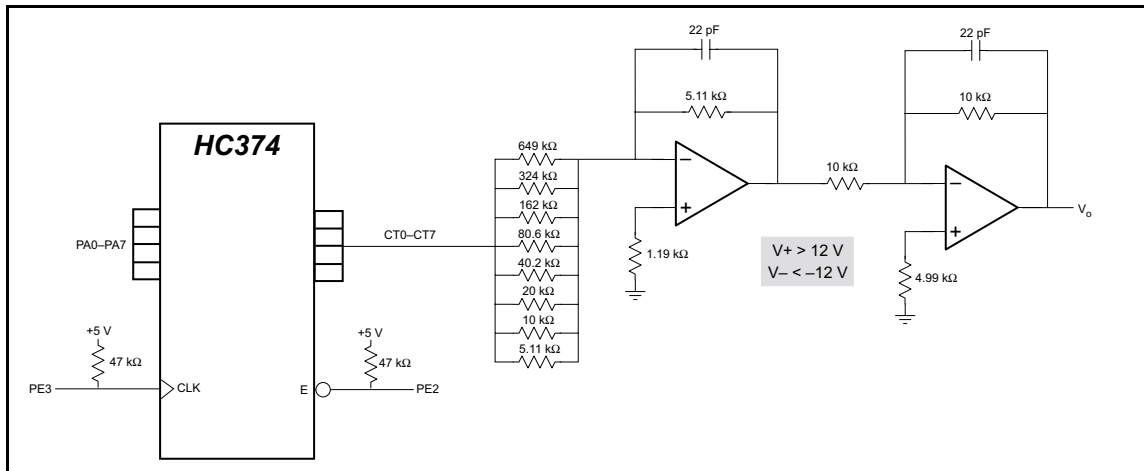 HC374
PA0–PA7
CT0–CT7
+5 V
47 kΩ
PE3
CLK
E
+5 V
47 kΩ
PE2
649 kΩ
324 kΩ
162 kΩ
80.6 kΩ
40.2 kΩ
20 kΩ
10 kΩ
5.11 kΩ
22 pF
5.11 kΩ
−
+
1.19 kΩ
10 kΩ
22 pF
10 kΩ
−
+
4.99 kΩ
Vo
V+ > 12 V
V– < –12 V